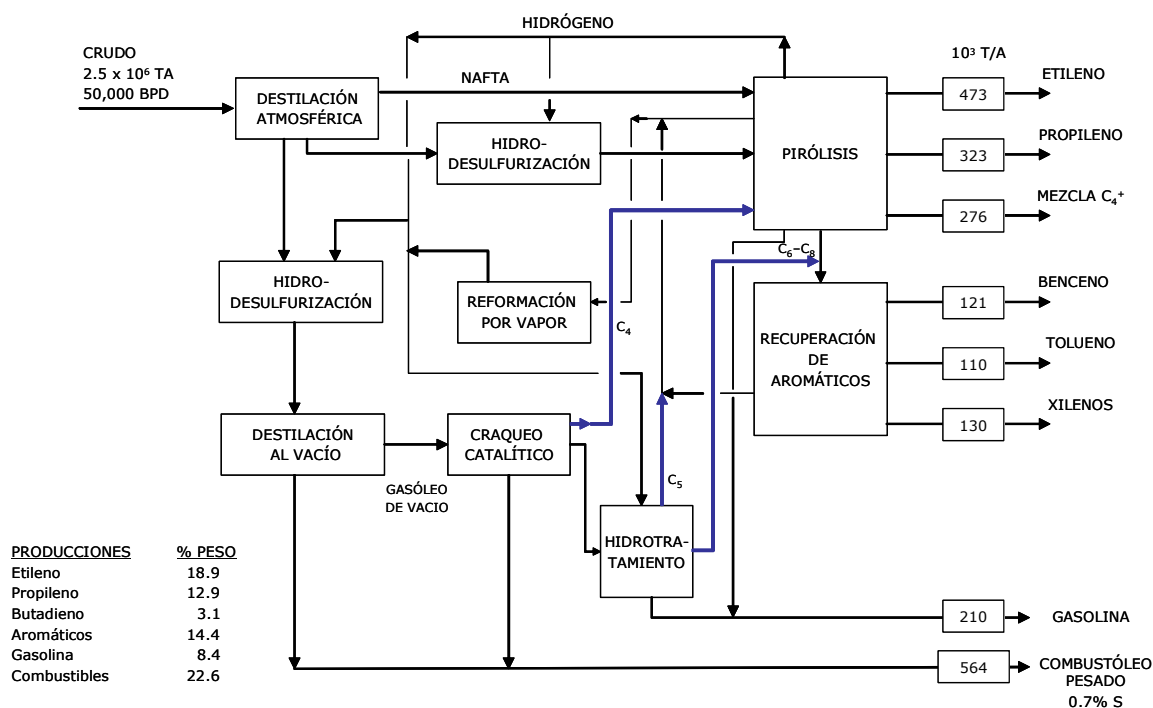 HIDRÓGENO
CRUDO
2.5 x 10⁶ TA
50,000 BPD
10³ T/A
NAFTA
ETILENO
473
DESTILACIÓN
ATMOSFÉRICA
HIDRO-
DESULFURIZACIÓN
PIRÓLISIS
PROPILENO
323
MEZCLA C₄⁺
276
C₆–C₈
HIDRO-
DESULFURIZACIÓN
REFORMACIÓN
POR VAPOR
C₄
BENCENO
121
RECUPERACIÓN
DE
AROMÁTICOS
TOLUENO
110
XILENOS
130
DESTILACIÓN
AL VACÍO
CRAQUEO
CATALÍTICO
GASÓLEO
DE VACIO
C₅
HIDROTRA-
TAMIENTO
PRODUCCIONES % PESO
Etileno 18.9
Propileno 12.9
Butadieno 3.1
Aromáticos 14.4
Gasolina 8.4
Combustibles 22.6
210
GASOLINA
564
COMBUSTÓLEO
PESADO
0.7% S